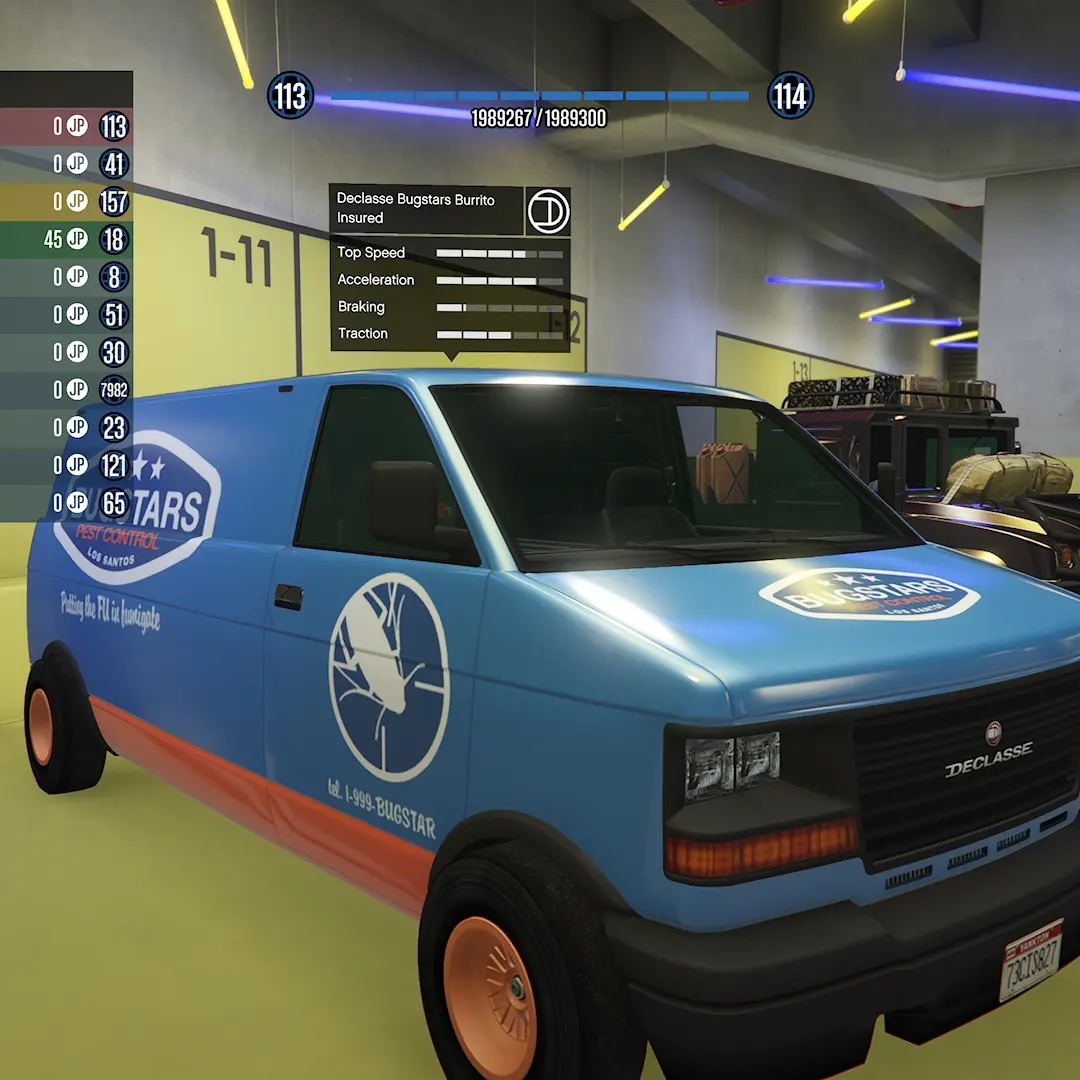 113
114
1989267/1989300
0 JP 113
0 JP 41
0 JP 157
45 JP 18
0 JP 8
0 JP 51
0 JP 30
0 JP 7982
0 JP 23
0 JP 121
0 JP 65
1-11
Declasse Bugstars Burrito
Insured
Top Speed
Acceleration
Braking
Traction
1-12
1-13
BUGSTARS
PEST CONTROL
LOS SANTOS
Putting the FU in fumigate
tel. 1-999-BUGSTAR
BUGSTARS
PEST CONTROL
LOS SANTOS
DECLASSE
YANKTON
73CIS827